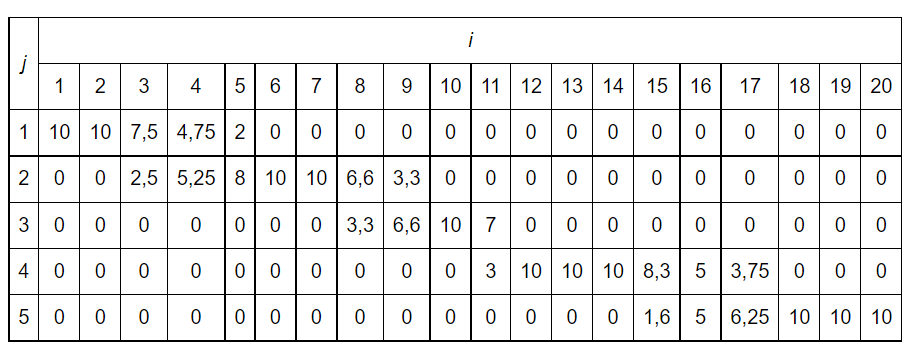 j i
1 2 3 4 5 6 7 8 9 10 11 12 13 14 15 16 17 18 19 20
1 10 10 7,5 4,75 2 0 0 0 0 0 0 0 0 0 0 0 0 0 0 0
2 0 0 2,5 5,25 8 10 10 6,6 3,3 0 0 0 0 0 0 0 0 0 0 0
3 0 0 0 0 0 0 0 3,3 6,6 10 7 0 0 0 0 0 0 0 0 0
4 0 0 0 0 0 0 0 0 0 0 3 10 10 10 8,3 5 3,75 0 0 0
5 0 0 0 0 0 0 0 0 0 0 0 0 0 0 1,6 5 6,25 10 10 10